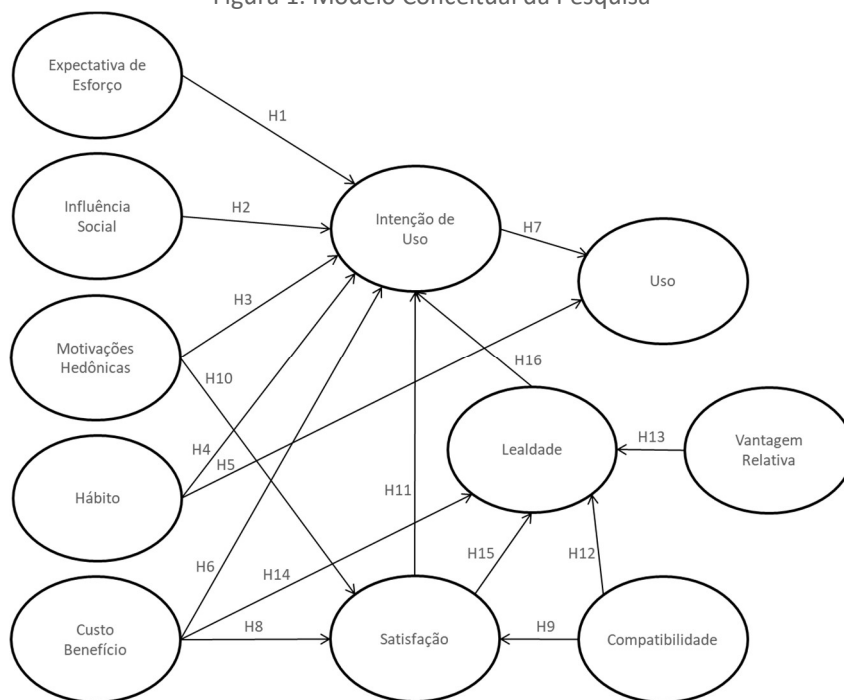 Figura 1: Modelo Conceitual da Pesquisa
Expectativa de
Esforço
H1
Influência
Social
H2
Intenção de
Uso
H7
Uso
Motivações
Hedônicas
H3
H10
H16
Hábito
H4
H5
H11
Lealdade
H13
Vantagem
Relativa
Custo
Benefício
H6
H14
H8
Satisfação
H15
H12
H9
Compatibilidade